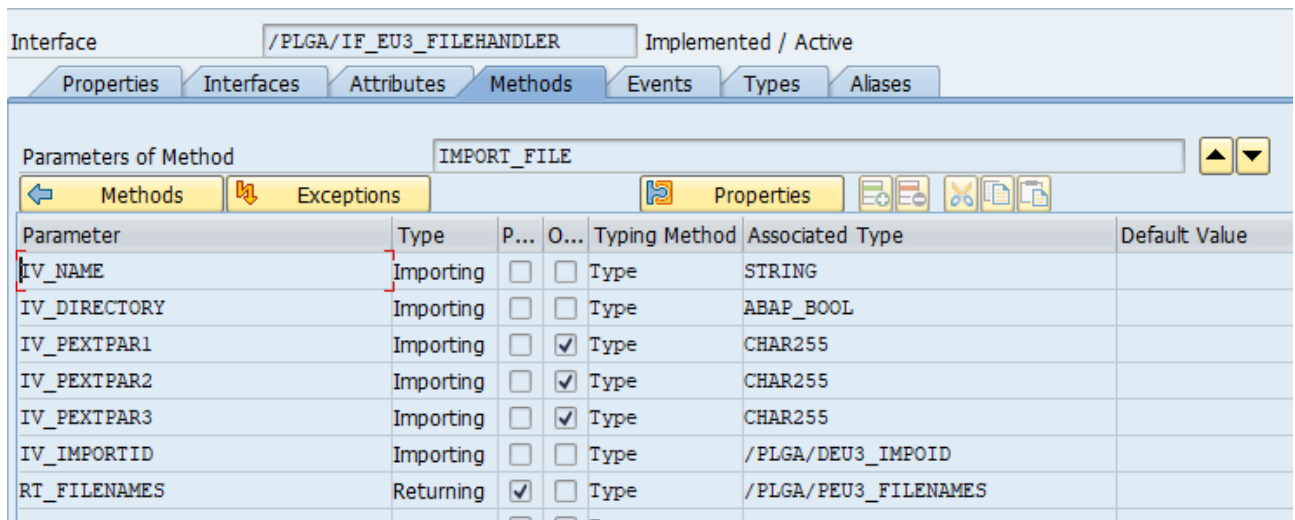 Interface /PLGA/IF_EU3_FILEHANDLER Implemented / Active
Properties Interfaces Attributes Methods Events Types Aliases
Parameters of Method IMPORT_FILE
Methods Exceptions Properties
Parameter Type P... O... Typing Method Associated Type Default Value
IV_NAME Importing Type STRING
IV_DIRECTORY Importing Type ABAP_BOOL
IV_PEXTPAR1 Importing Type CHAR255
IV_PEXTPAR2 Importing Type CHAR255
IV_PEXTPAR3 Importing Type CHAR255
IV_IMPORTID Importing Type /PLGA/DEU3_IMPOID
RT_FILENAMES Returning Type /PLGA/PEU3_FILENAMES